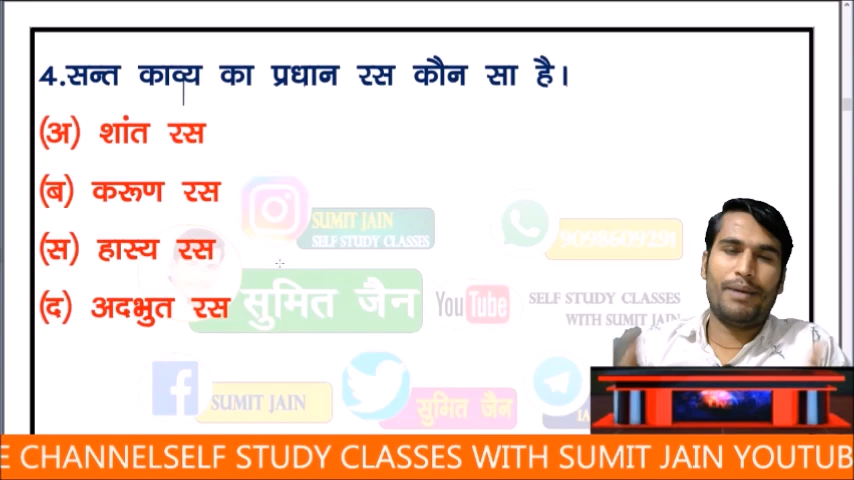 4.सन्त काव्य का प्रधान रस कौन सा है।
(अ) शांत रस
(ब) करूण रस
(स) हास्य रस
(द) अदभुत रस
SUMIT JAIN
SELF STUDY CLASSES
9098609291
सुमित जैन
YouTube
SELF STUDY CLASSES
WITH SUMIT JAIN
SUMIT JAIN
सुमित जैन
E CHANNELSELF STUDY CLASSES WITH SUMIT JAIN YOUTUB